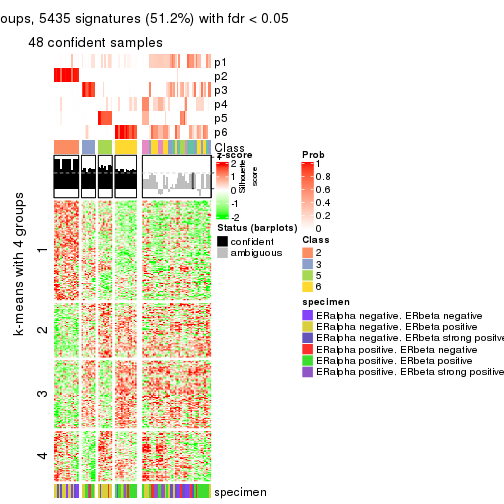 oups, 5435 signatures (51.2%) with fdr < 0.05
48 confident samples
p1
p2
p3
p4
p5
p6
Class
z-score
2
1
0
-1
-2
Silhouette
score
Prob
1
0.8
0.6
0.4
0.2
0
Status (barplots)
confident
ambiguous
Class
2
3
5
6
specimen
ERalpha negative. ERbeta negative
ERalpha negative. ERbeta positive
ERalpha negative. ERbeta strong positive
ERalpha positive. ERbeta negative
ERalpha positive. ERbeta positive
ERalpha positive. ERbeta strong positive
k-means with 4 groups
1
2
3
4
specimen